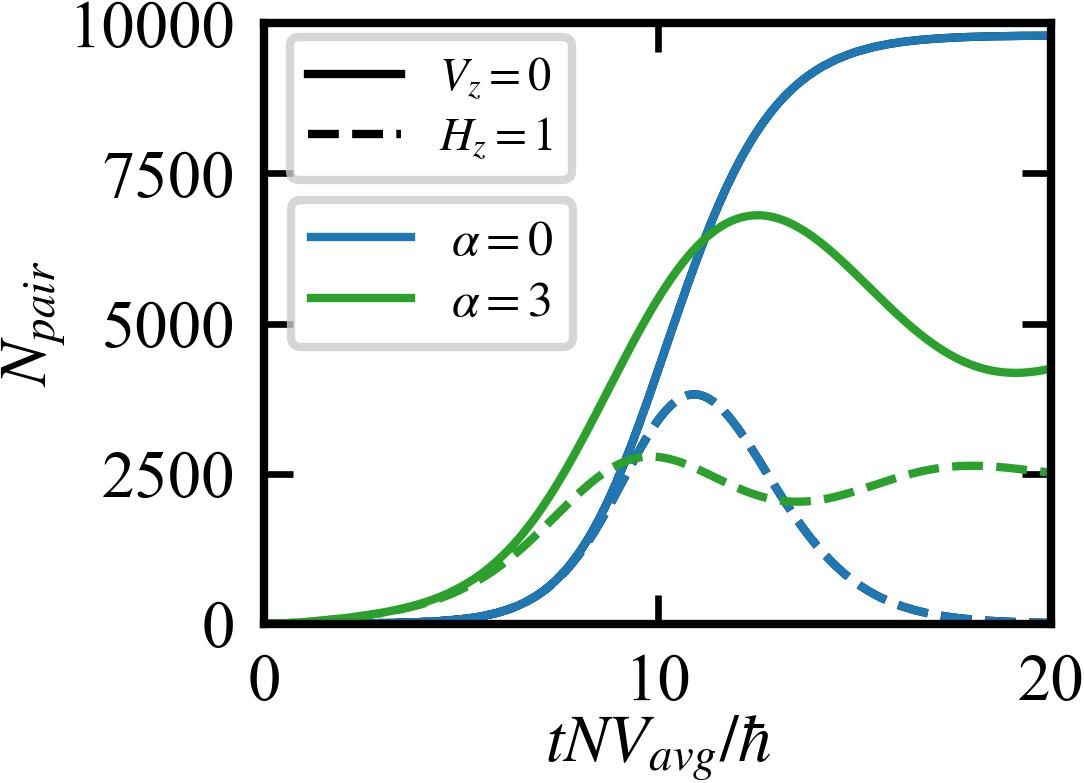 10000
7500
5000
2500
0
N_pair
V_z = 0
H_z = 1
α = 0
α = 3
0 10 20
tNV_avg/ħ